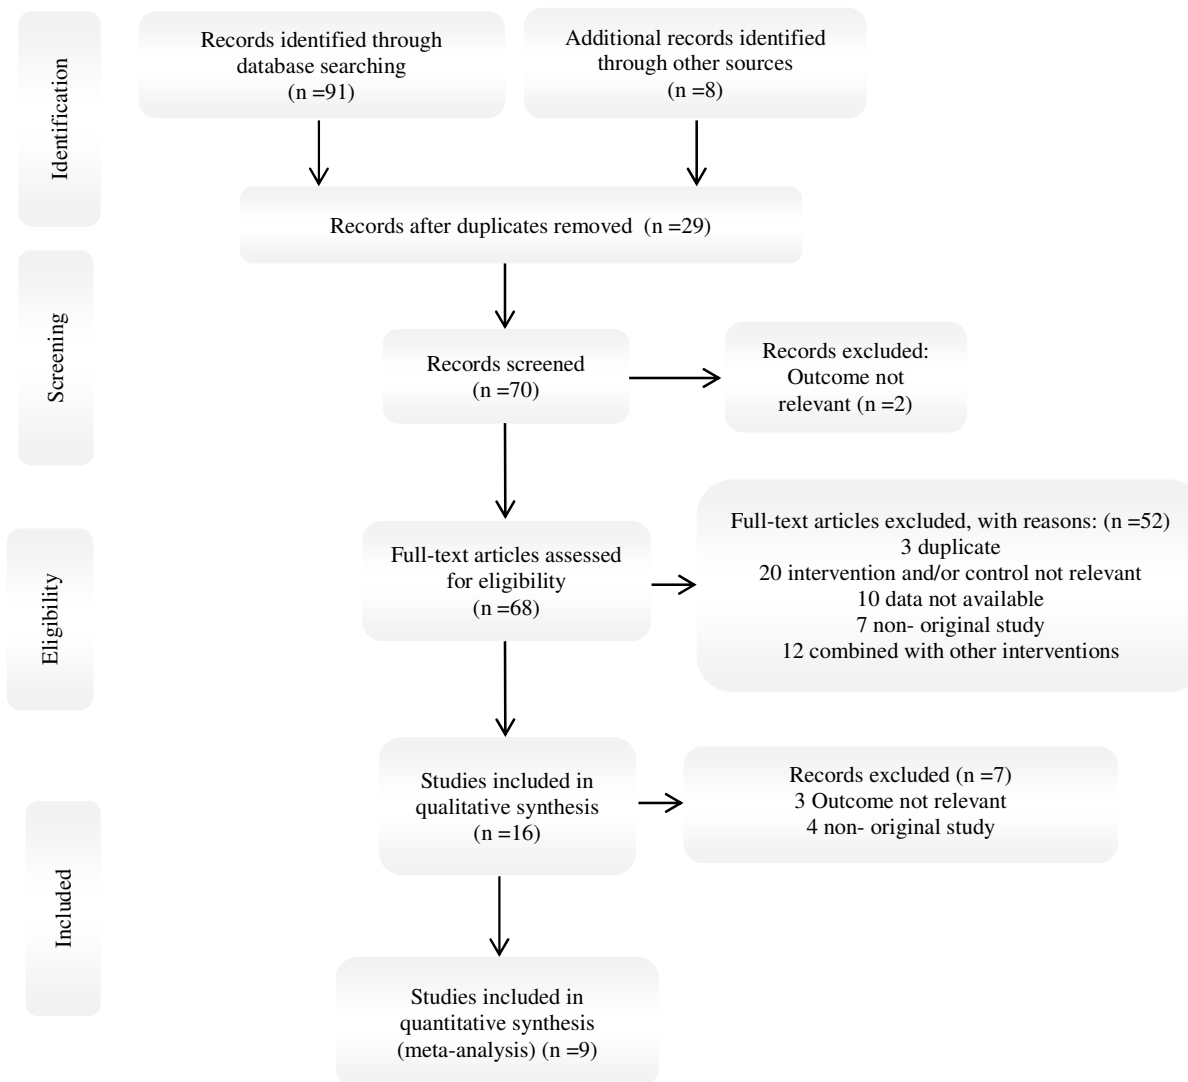 Identification
Records identified through
database searching
(n =91)
Additional records identified
through other sources
(n =8)
Records after duplicates removed  (n =29)
Screening
Records screened
(n =70)
Records excluded:
Outcome not
relevant (n =2)
Eligibility
Full-text articles assessed
for eligibility
(n =68)
Full-text articles excluded, with reasons: (n =52)
3 duplicate
20 intervention and/or control not relevant
10 data not available
7 non- original study
12 combined with other interventions
Included
Studies included in
qualitative synthesis
(n =16)
Records excluded (n =7)
3 Outcome not relevant
4 non- original study
Studies included in
quantitative synthesis
(meta-analysis) (n =9)